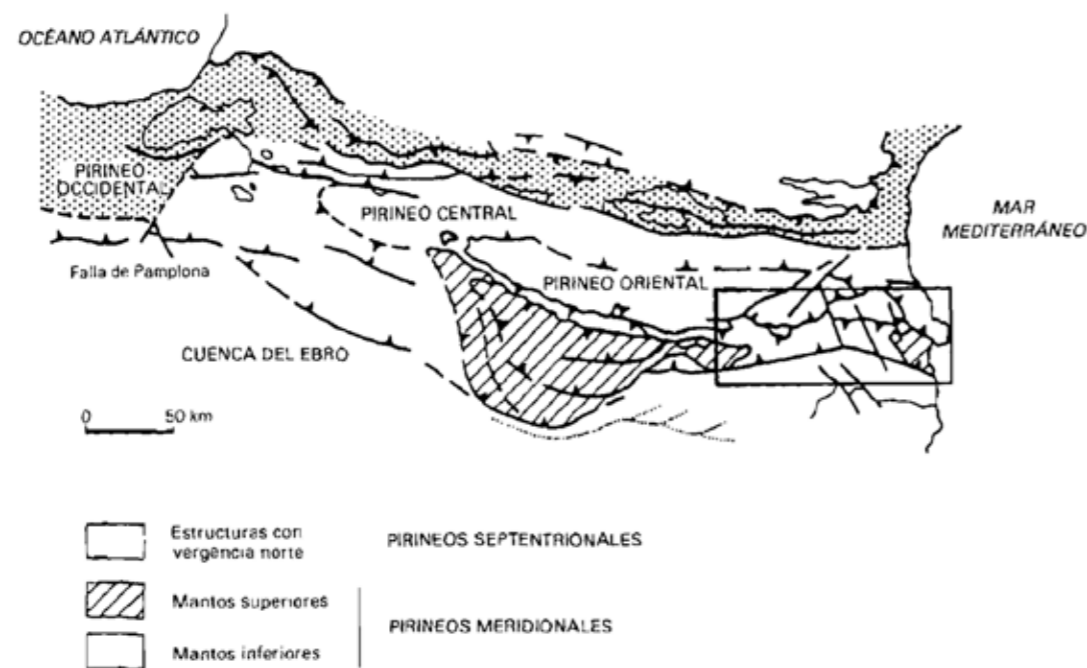 OCÉANO ATLÁNTICO
PIRINEO
OCCIDENTAL
PIRINEO CENTRAL
MAR
MEDITERRÁNEO
Falla de Pamplona
PIRINEO ORIENTAL
CUENCA DEL EBRO
0 50 km
Estructuras con
vergència norte
PIRINEOS SEPTENTRIONALES
Mantos superiores
PIRINEOS MERIDIONALES
Mantos inferiores